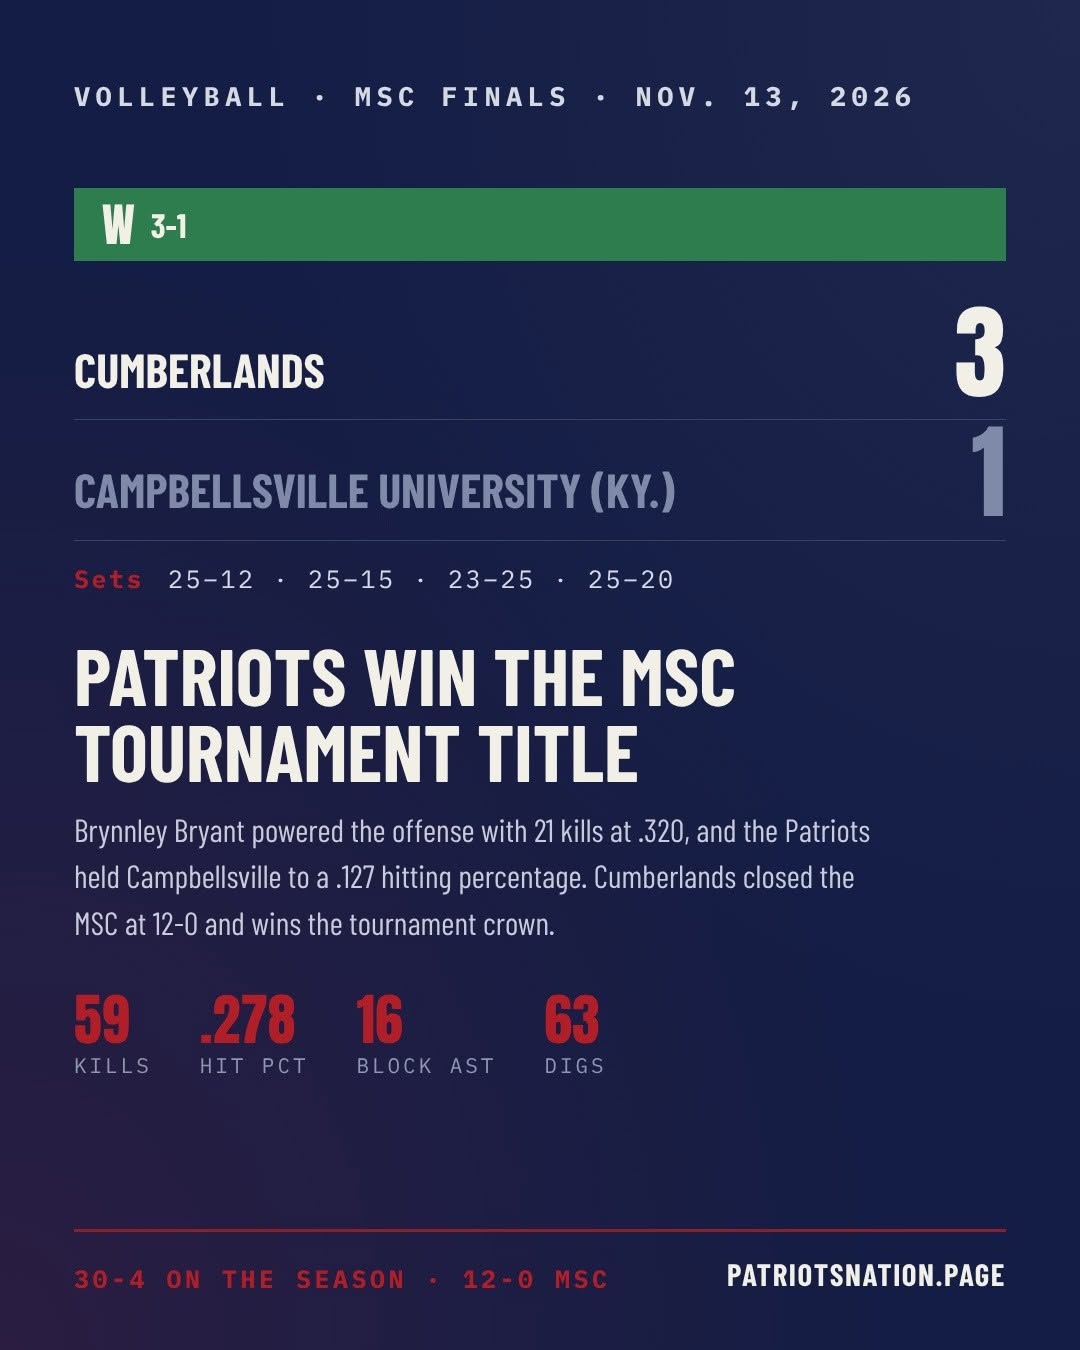 VOLLEYBALL · MSC FINALS · NOV. 13, 2026
W 3-1
CUMBERLANDS 3
CAMPBELLSVILLE UNIVERSITY (KY.) 1
Sets 25–12 · 25–15 · 23–25 · 25–20
PATRIOTS WIN THE MSC
TOURNAMENT TITLE
Brynnley Bryant powered the offense with 21 kills at .320, and the Patriots
held Campbellsville to a .127 hitting percentage. Cumberlands closed the
MSC at 12-0 and wins the tournament crown.
59 .278 16 63
KILLS HIT PCT BLOCK AST DIGS
30-4 ON THE SEASON · 12-0 MSC PATRIOTSNATION.PAGE